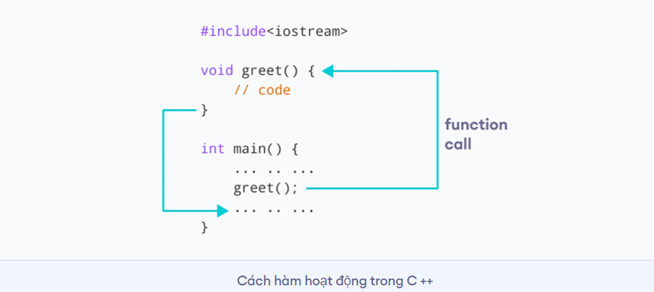 #include<iostream>
void greet() {
// code
}
int main() {
... .. ...
greet();
... .. ...
}
function
call
Cách hàm hoạt động trong C ++